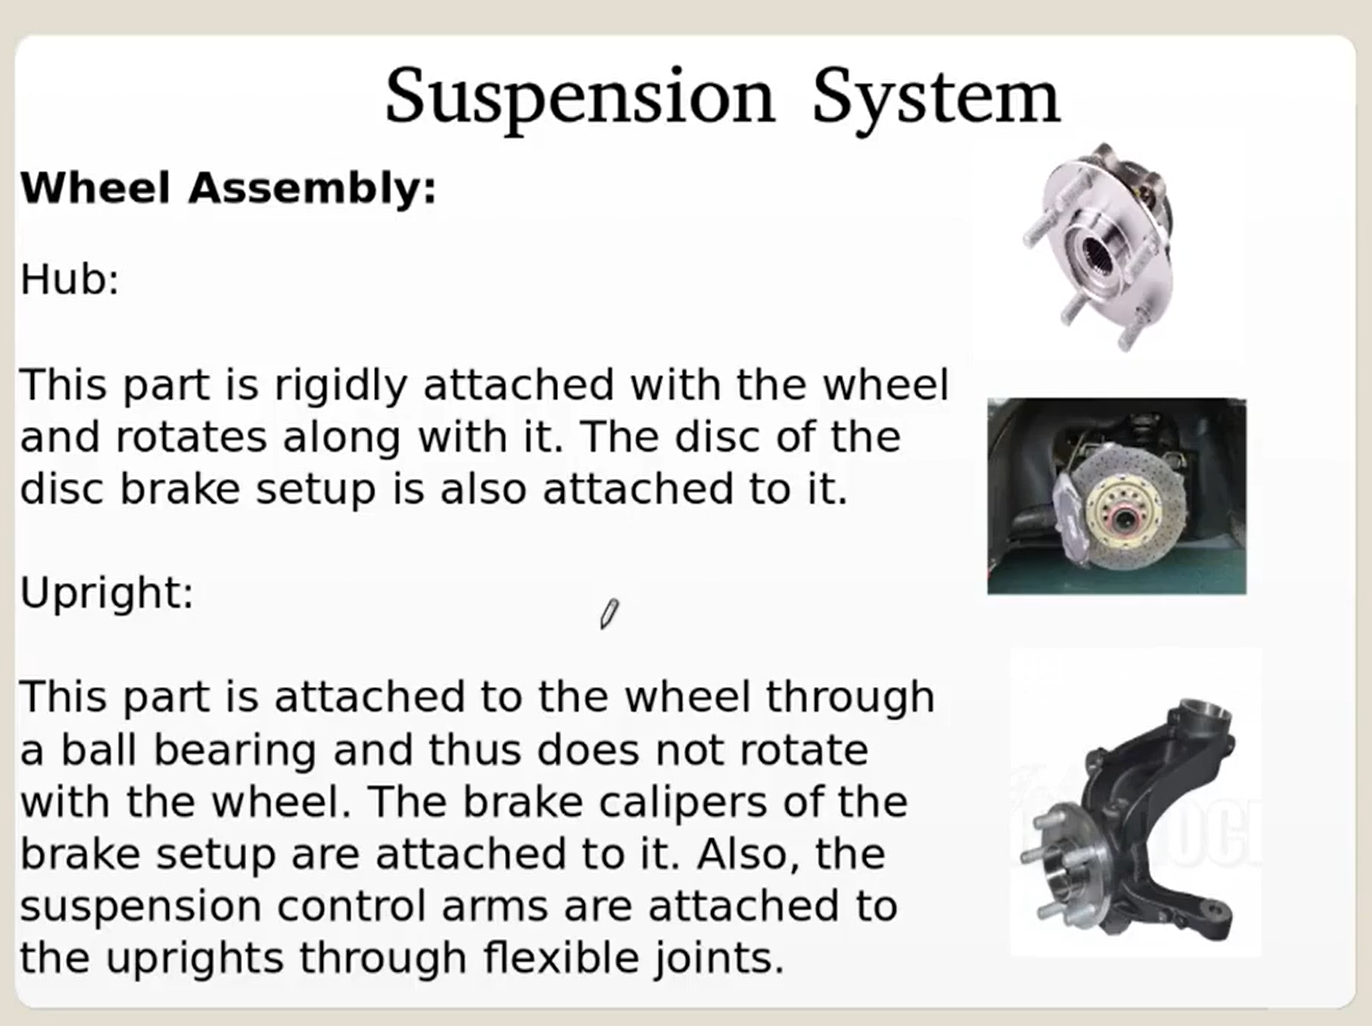 Suspension System
Wheel Assembly:
Hub:
This part is rigidly attached with the wheel
and rotates along with it. The disc of the
disc brake setup is also attached to it.
Upright:
This part is attached to the wheel through
a ball bearing and thus does not rotate
with the wheel. The brake calipers of the
brake setup are attached to it. Also, the
suspension control arms are attached to
the uprights through flexible joints.